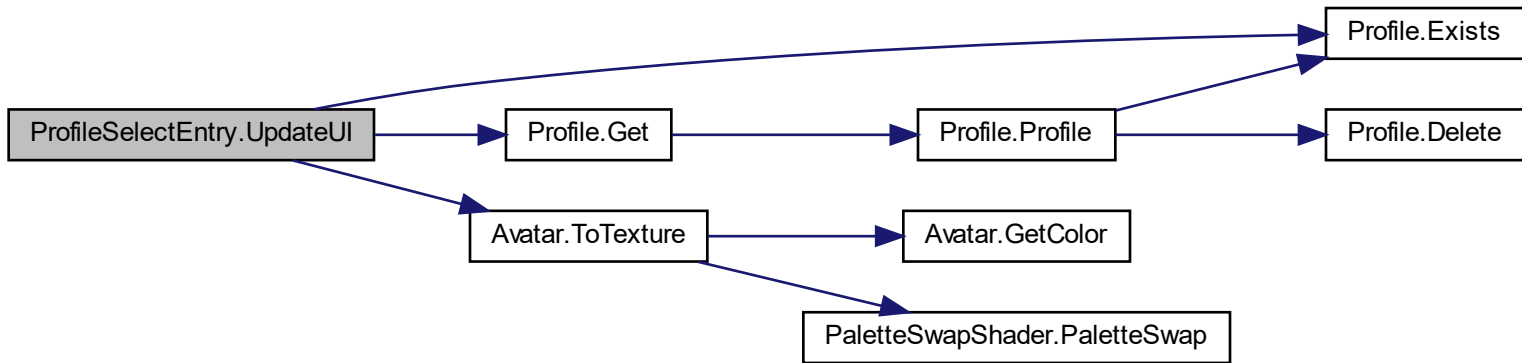 Profile.Exists
ProfileSelectEntry.UpdateUI
Profile.Get
Profile.Profile
Profile.Delete
Avatar.ToTexture
Avatar.GetColor
PaletteSwapShader.PaletteSwap